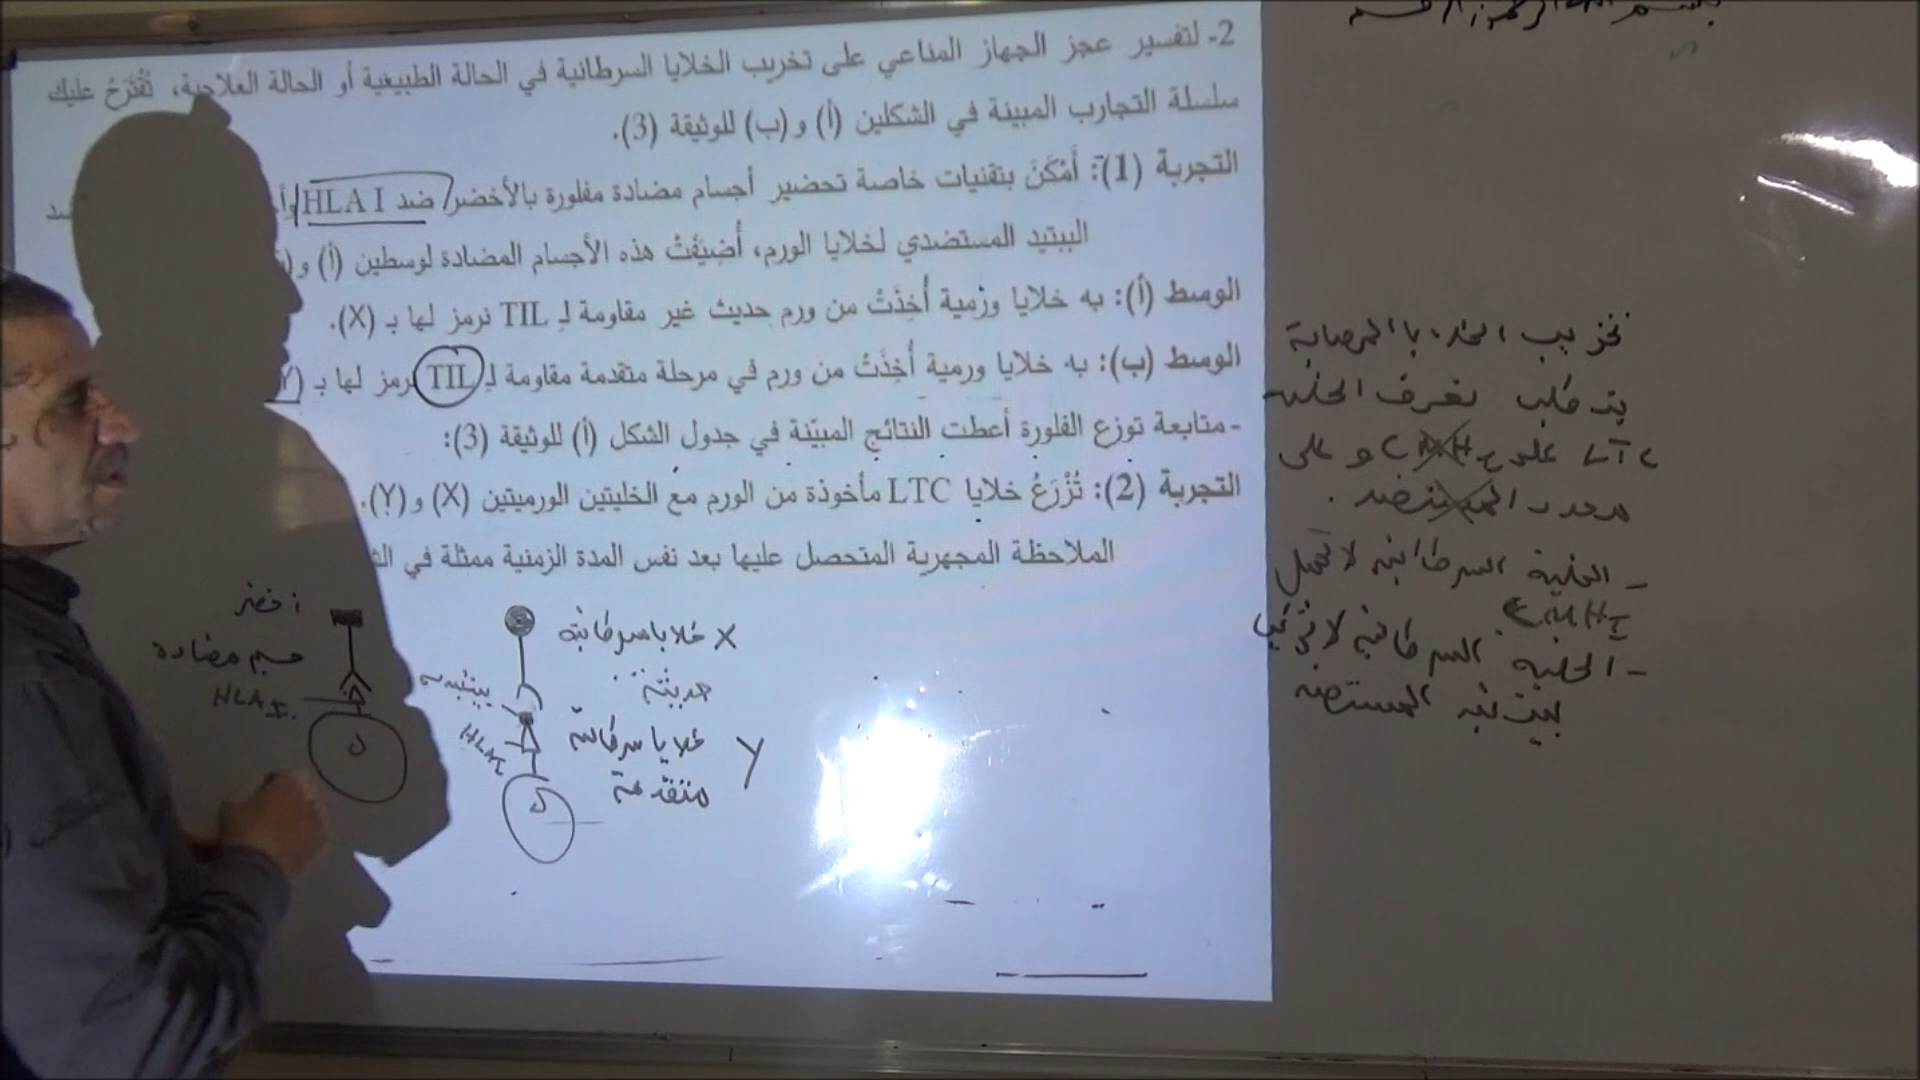 2- لتفسير عجز الجهاز المناعي على تخريب الخلايا السرطانية في الحالة الطبيعية أو الحالة العلاجية، تُقْتَرَحُ عليك
سلسلة التجارب المبينة في الشكلين (أ) و(ب) للوثيقة (3).
التجربة (1): أَمْكَنَ بتقنيات خاصة تحضير أجسام مضادة مفلورة بالأخضر ضد HLA I
الببتيد المستضدي لخلايا الورم، أُضيفَتْ هذه الأجسام المضادة لوسطين (أ) و(
الوسط (أ): به خلايا ورمية أُخِذَتْ من ورم حديث غير مقاومة لـِ TIL نرمز لها بـ (X).
الوسط (ب): به خلايا ورمية أُخِذَتْ من ورم في مرحلة متقدمة مقاومة لـِ TIL نرمز لها بـ (Y
- متابعة توزع الفلورة أعطت النتائج المبيّنة في جدول الشكل (أ) للوثيقة (3):
التجربة (2): تُزْرَعُ خلايا LTC مأخوذة من الورم مع الخليتين الورميتين (X) و(Y).
الملاحظة المجهرية المتحصل عليها بعد نفس المدة الزمنية ممثلة في
أخضر
جسم مضادة
HLA I
ببتيد
HLA I
X خلايا سرطانية
حديثة
Y خلايا سرطانية
متقدمة
تخريب الخلايا المصابة
يتطلب تعرف الخلية
LTc على CMH و على
محدد المستضد.
- الخلية السرطانية لا تحمل
CMH I
- الخلية السرطانية لا
ببتيد المستضد